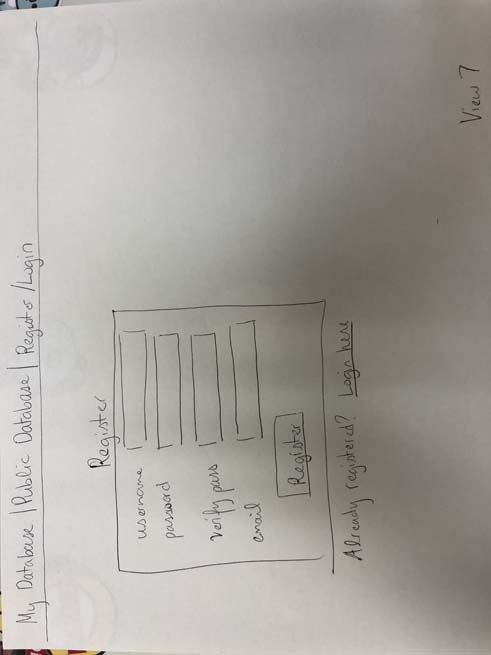 My Database | Public Database | Register/Login
Register
username
password
verify pass
email
Register
Already registered? Login here
View 7